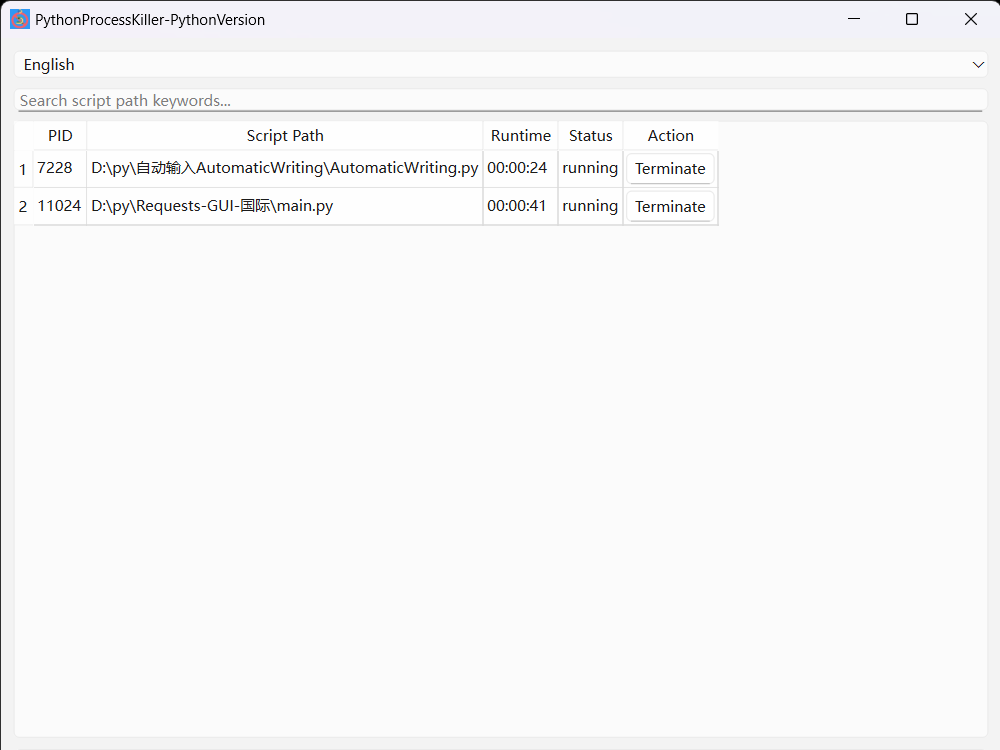 PythonProcessKiller-PythonVersion
English
Search script path keywords...
PID Script Path Runtime Status Action
1 7228 D:\py\自动输入AutomaticWriting\AutomaticWriting.py 00:00:24 running Terminate
2 11024 D:\py\Requests-GUI-国际\main.py 00:00:41 running Terminate